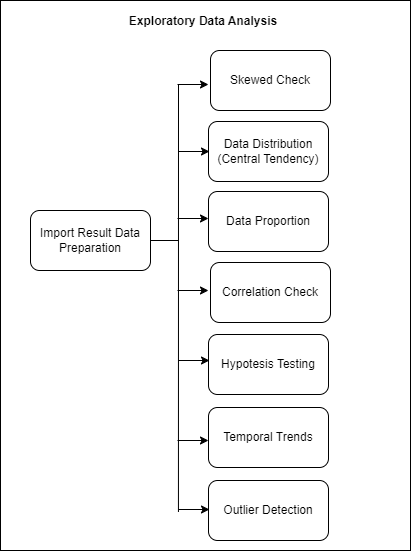 Exploratory Data Analysis
Skewed Check
Data Distribution
(Central Tendency)
Data Proportion
Import Result Data
Preparation
Correlation Check
Hypotesis Testing
Temporal Trends
Outlier Detection